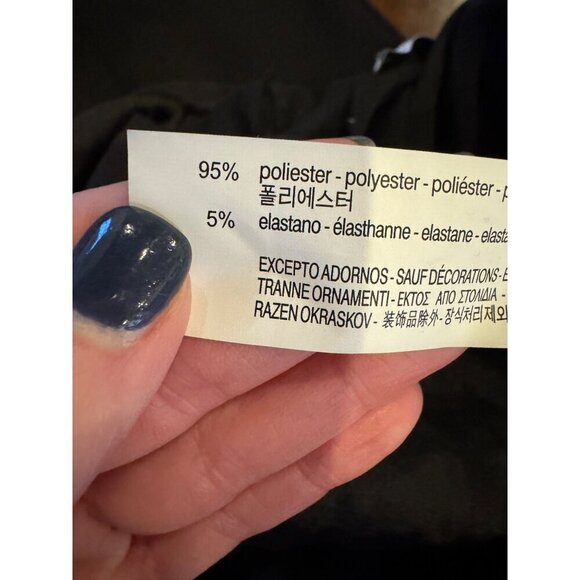 95% poliester - polyester - poliéster - p
폴리에스터
5% elastano - élasthanne - elastane - elasta
EXCEPTO ADORNOS - SAUF DÉCORATIONS - E
TRANNE ORNAMENTI - ΕΚΤΟΣ ΑΠΟ ΣΤΟΛΙΔΙΑ -
RAZEN OKRASKOV - 装饰品除外 - 장식처리제외